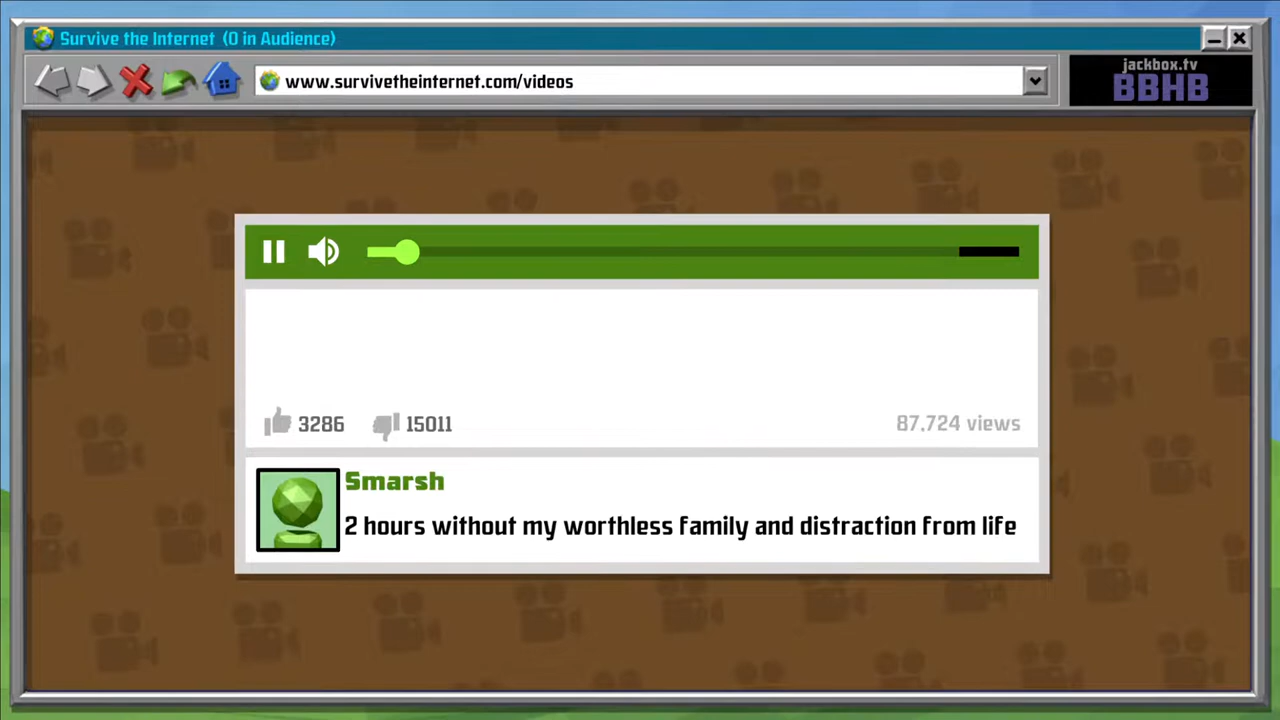 Survive the Internet (0 in Audience)
www.survivetheinternet.com/videos
jackbox.tv
BBHB
3286
15011
87,724 views
Smarsh
2 hours without my worthless family and distraction from life